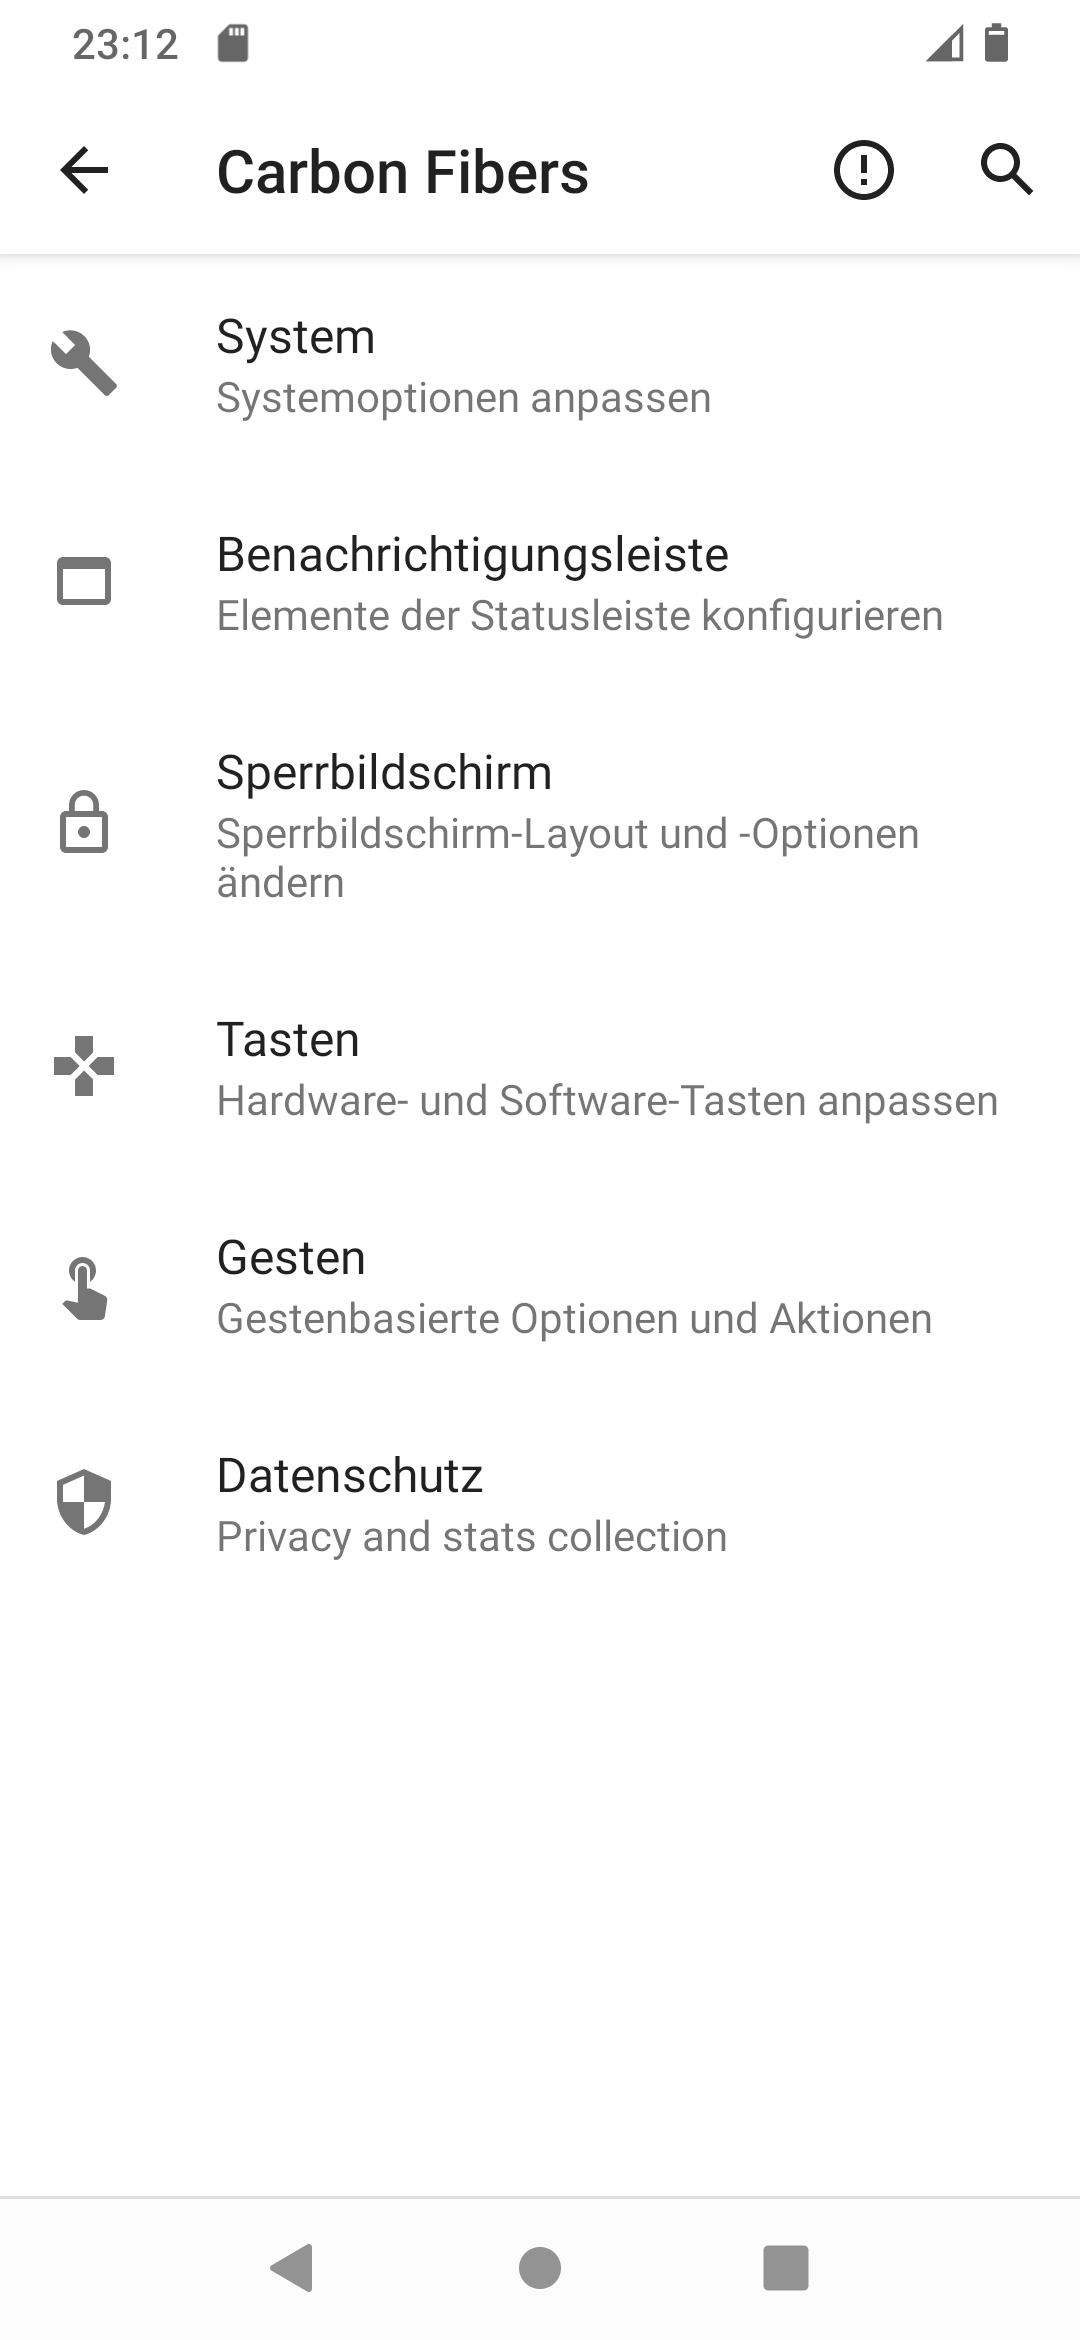 23:12
Carbon Fibers
System
Systemoptionen anpassen
Benachrichtigungsleiste
Elemente der Statusleiste konfigurieren
Sperrbildschirm
Sperrbildschirm-Layout und -Optionen
ändern
Tasten
Hardware- und Software-Tasten anpassen
Gesten
Gestenbasierte Optionen und Aktionen
Datenschutz
Privacy and stats collection